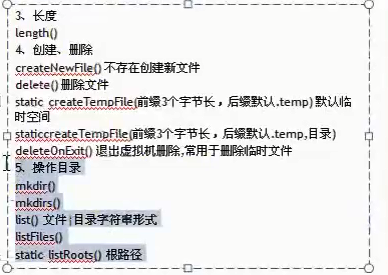 3、长度
length()
4、创建、删除
createNewFile() 不存在创建新文件
delete() 删除文件
static createTempFile(前缀3个字节长，后缀默认.temp) 默认临
时空间
staticcreateTempFile(前缀3个字节长，后缀默认.temp,目录)
deleteOnExit() 退出虚拟机删除,常用于删除临时文件
5、操作目录
mkdir()
mkdirs()
list() 文件|目录字符串形式
listFiles()
static listRoots() 根路径